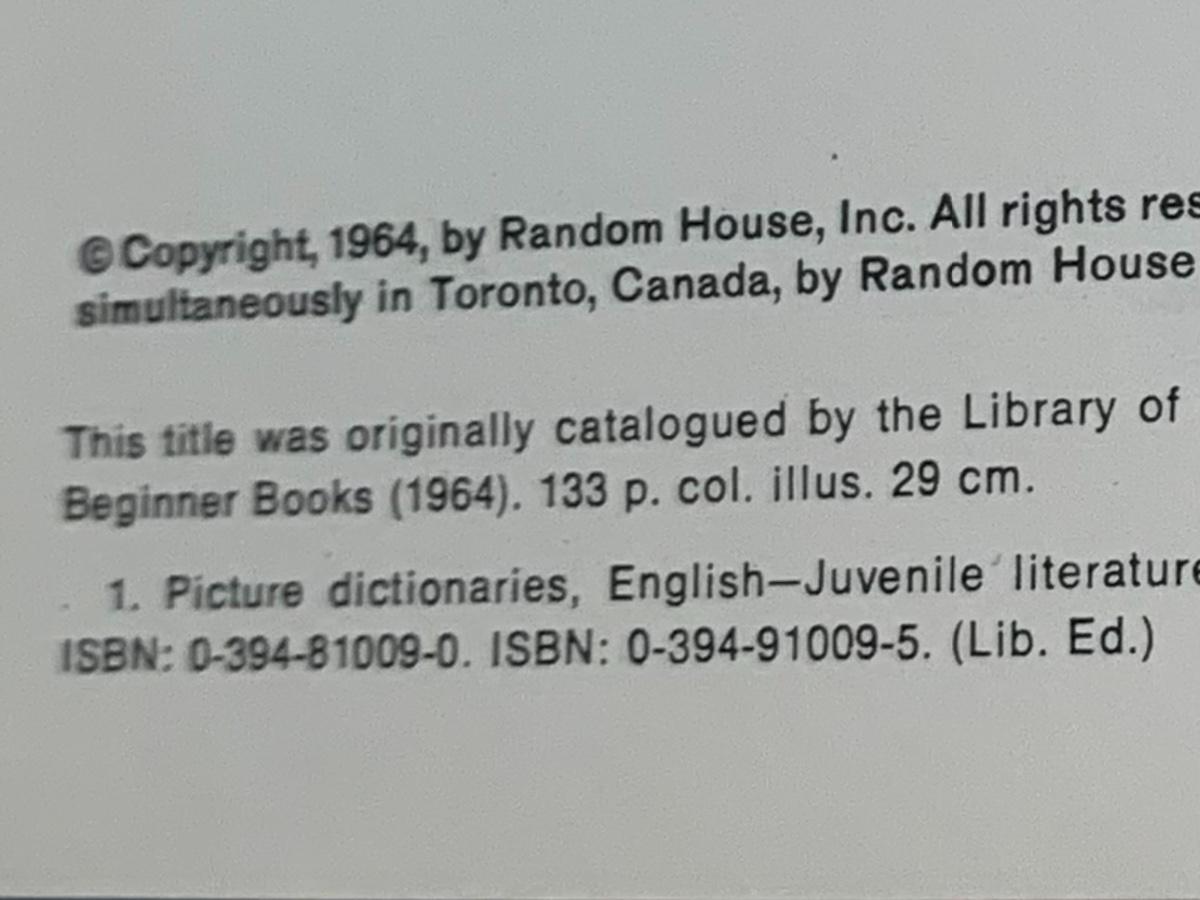 © Copyright, 1964, by Random House, Inc. All rights res
simultaneously in Toronto, Canada, by Random House
This title was originally catalogued by the Library of
Beginner Books (1964). 133 p. col. illus. 29 cm.
1. Picture dictionaries, English—Juvenile literature
ISBN: 0-394-81009-0. ISBN: 0-394-91009-5. (Lib. Ed.)